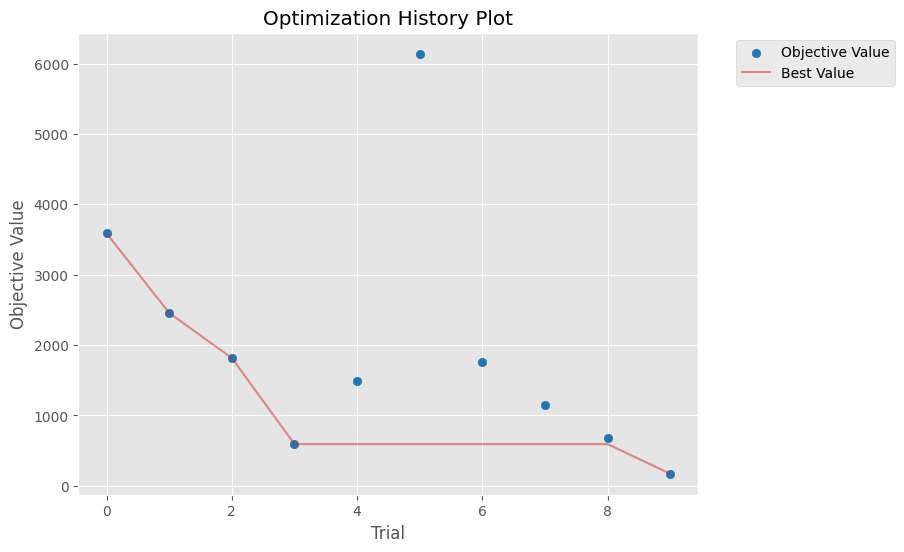 Optimization History Plot
Objective Value
Best Value
6000
5000
4000
3000
2000
1000
0
Objective Value
0 2 4 6 8
Trial